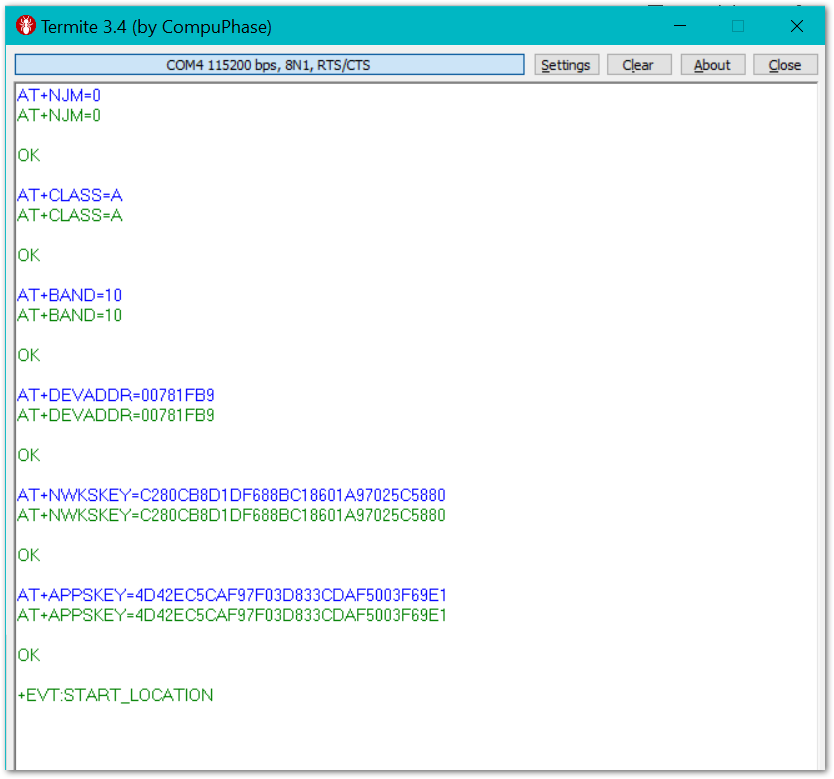 Termite 3.4 (by CompuPhase)
COM4 115200 bps, 8N1, RTS/CTS
Settings
Clear
About
Close
AT+NJM=0
AT+NJM=0
OK
AT+CLASS=A
AT+CLASS=A
OK
AT+BAND=10
AT+BAND=10
OK
AT+DEVADDR=00781FB9
AT+DEVADDR=00781FB9
OK
AT+NWKSKEY=C280CB8D1DF688BC18601A97025C5880
AT+NWKSKEY=C280CB8D1DF688BC18601A97025C5880
OK
AT+APPSKEY=4D42EC5CAF97F03D833CDAF5003F69E1
AT+APPSKEY=4D42EC5CAF97F03D833CDAF5003F69E1
OK
+EVT:START_LOCATION